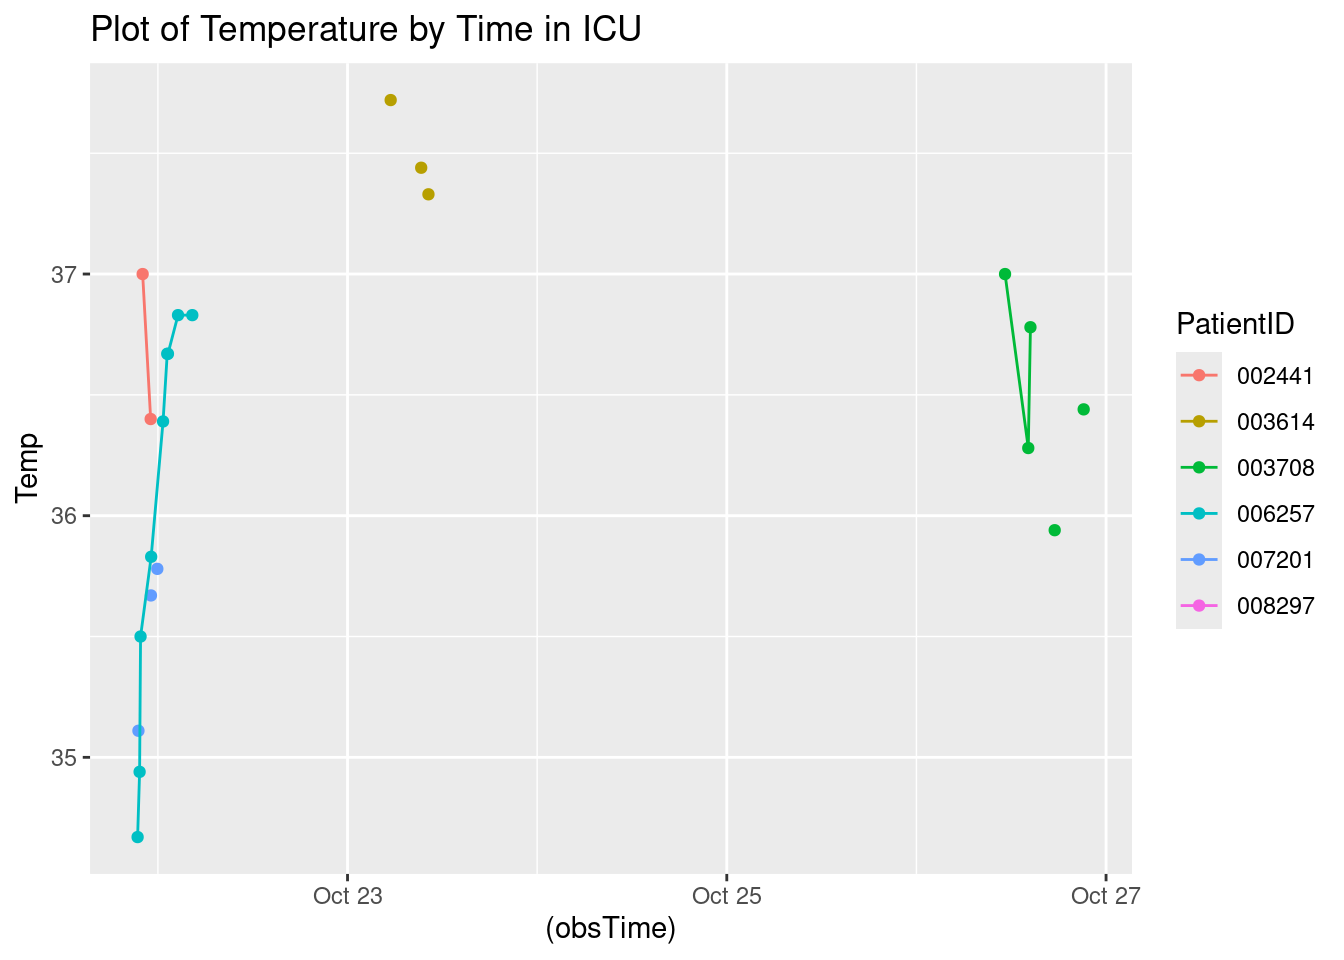 Plot of Temperature by Time in ICU
37
36
35
Temp
Oct 23
Oct 25
Oct 27
(obsTime)
PatientID
002441
003614
003708
006257
007201
008297